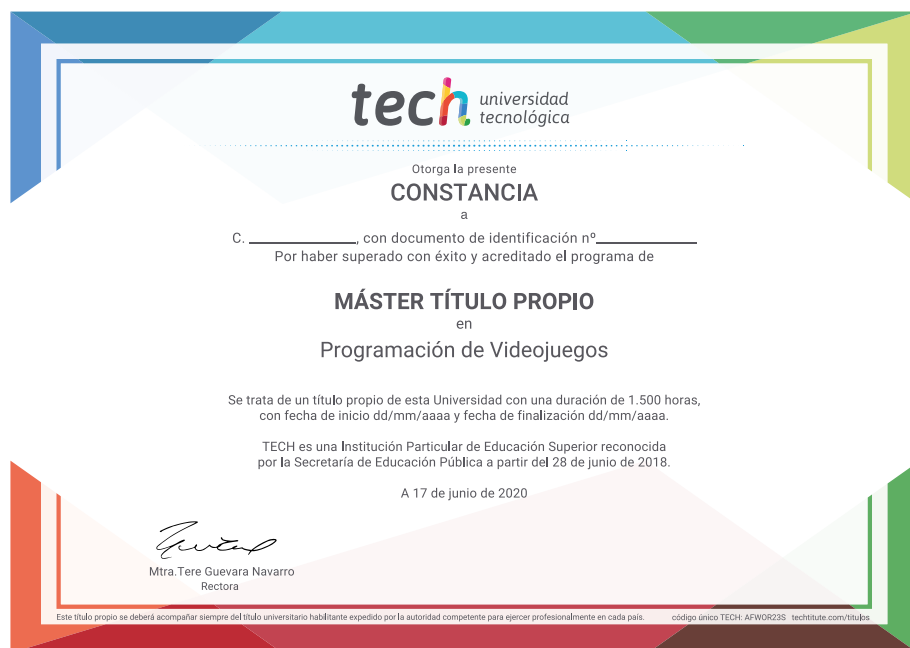 tech universidad
tecnológica
Otorga la presente
CONSTANCIA
a
C. ____________, con documento de identificación nº____________
Por haber superado con éxito y acreditado el programa de
MÁSTER TÍTULO PROPIO
en
Programación de Videojuegos
Se trata de un título propio de esta Universidad con una duración de 1.500 horas,
con fecha de inicio dd/mm/aaaa y fecha de finalización dd/mm/aaaa.
TECH es una Institución Particular de Educación Superior reconocida
por la Secretaría de Educación Pública a partir del 28 de junio de 2018.
A 17 de junio de 2020
Mtra.Tere Guevara Navarro
Rectora
Este título propio se deberá acompañar siempre del título universitario habilitante expedido por la autoridad competente para ejercer profesionalmente en cada país. código único TECH: AFWOR23S techtitute.com/titulos